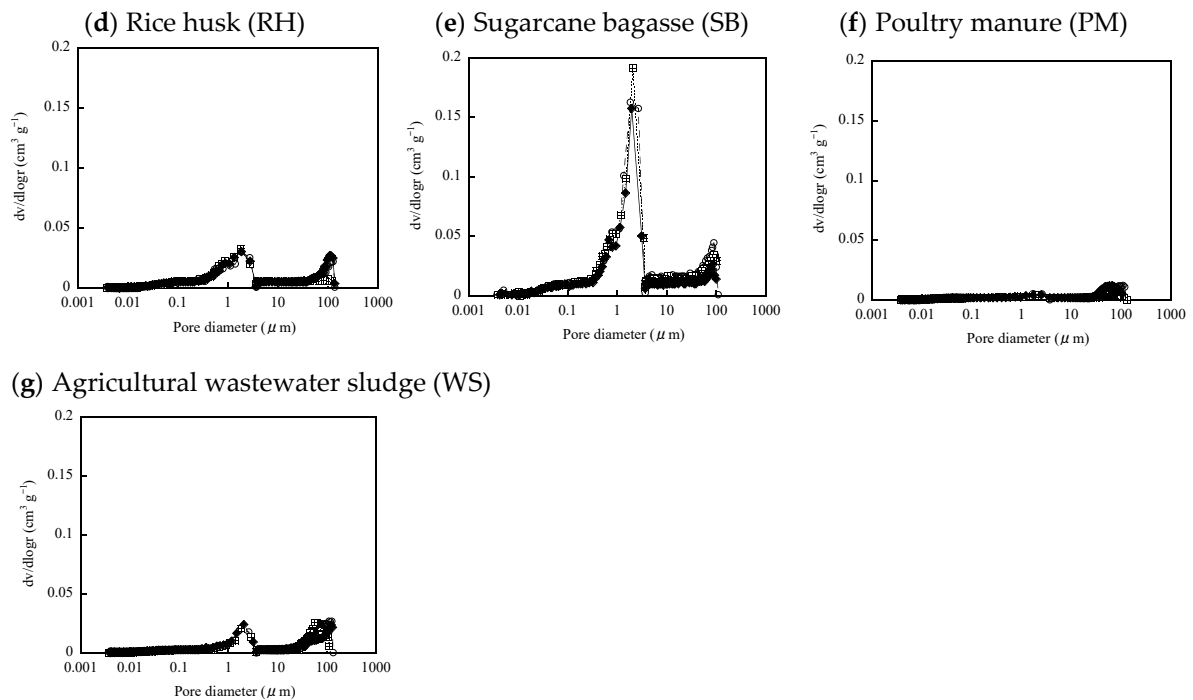 (d) Rice husk (RH)
(e) Sugarcane bagasse (SB)
(f) Poultry manure (PM)
0.2
0.15
0.1
0.05
0
dv/dlogr (cm³ g⁻¹)
0.001 0.01 0.1 1 10 100 1000
Pore diameter (μ m)
0.2
0.15
0.1
0.05
0
dv/dlogr (cm³ g⁻¹)
0.001 0.01 0.1 1 10 100 1000
Pore diameter (μ m)
0.2
0.15
0.1
0.05
0
dv/dlogr (cm³ g⁻¹)
0.001 0.01 0.1 1 10 100 1000
Pore diameter (μ m)
(g) Agricultural wastewater sludge (WS)
0.2
0.15
0.1
0.05
0
dv/dlogr (cm³ g⁻¹)
0.001 0.01 0.1 1 10 100 1000
Pore diameter (μ m)